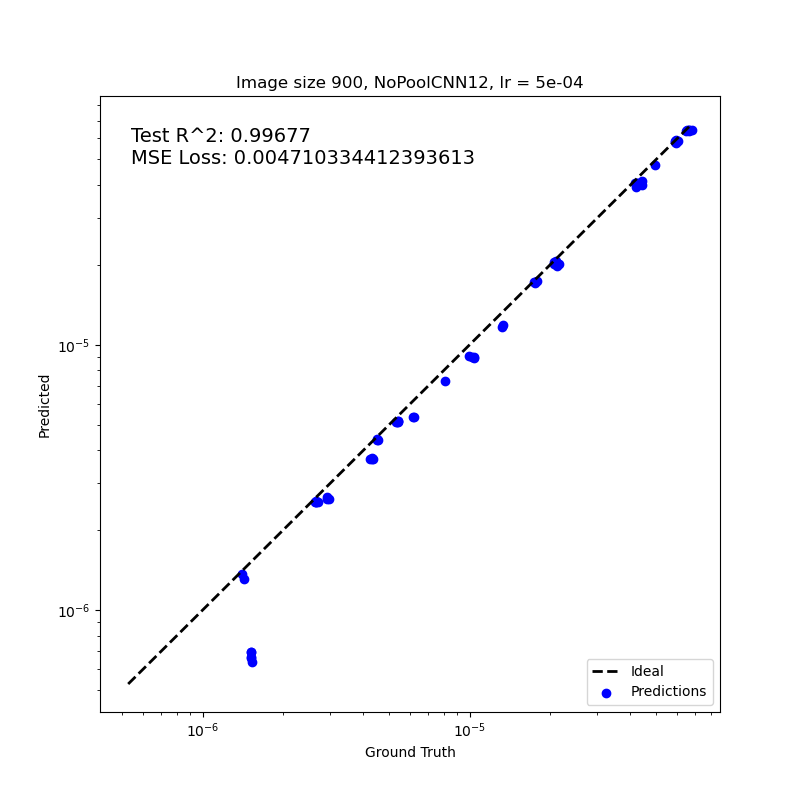 Image size 900, NoPoolCNN12, lr = 5e-04
Test R^2: 0.99677
MSE Loss: 0.004710334412393613
Predicted
10⁻⁵
10⁻⁶
Ideal
Predictions
10⁻⁶
10⁻⁵
Ground Truth